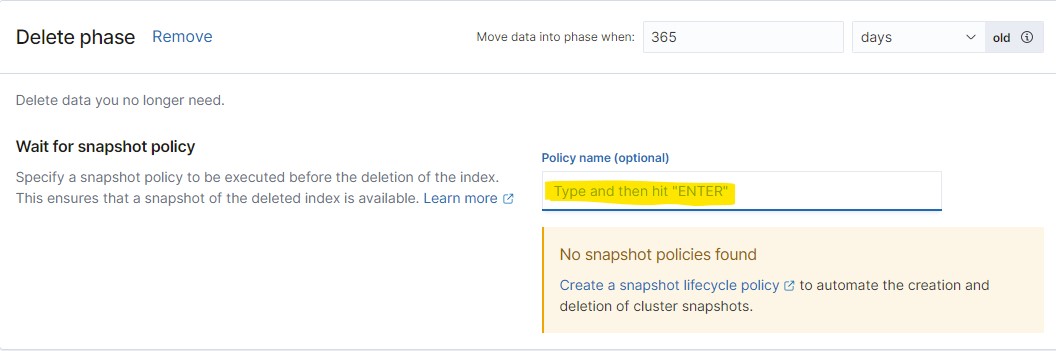 Delete phase Remove Move data into phase when: 365 days old
Delete data you no longer need.
Wait for snapshot policy
Specify a snapshot policy to be executed before the deletion of the index.
This ensures that a snapshot of the deleted index is available. Learn more
Policy name (optional)
Type and then hit "ENTER"
No snapshot policies found
Create a snapshot lifecycle policy to automate the creation and
deletion of cluster snapshots.